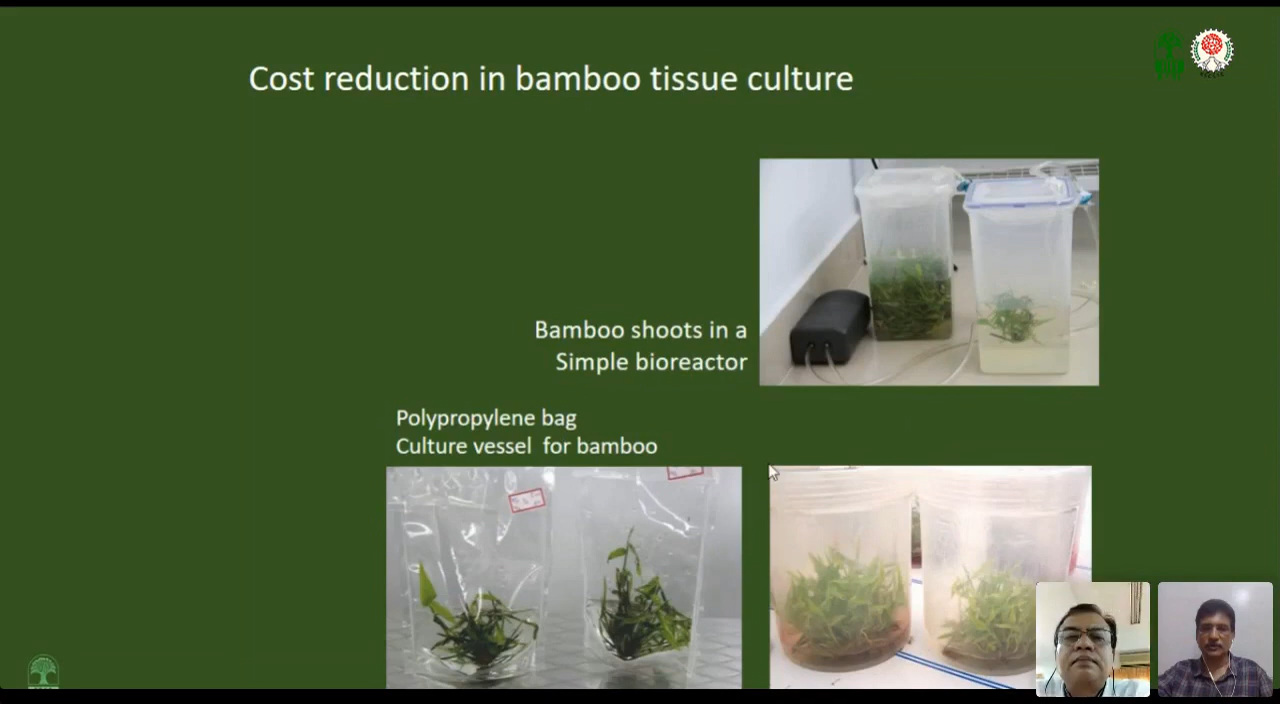 Cost reduction in bamboo tissue culture
Bamboo shoots in a
Simple bioreactor
Polypropylene bag
Culture vessel  for bamboo